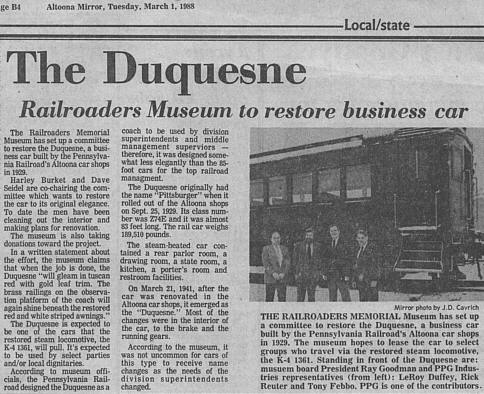 ge B4 Altoona Mirror, Tuesday, March 1, 1988
Local/state
The Duquesne
Railroaders Museum to restore business car
The Railroaders Memorial
Museum has set up a committee
to restore the Duquesne, a busi-
ness car built by the Pennsylva-
nia Railroad's Altoona car shops
in 1929.
Harley Burket and Dave
Seidel are co-chairing the com-
mittee which wants to restore
the car to its original elegance.
To date the men have been
cleaning out the interior and
making plans for renovation.
The museum is also taking
donations toward the project.
In a written statement about
the effort, the museum claims
that when the job is done, the
Duquesne "will gleam in tuscan
red with gold leaf trim. The
brass railings on the obser-
vation platform of the coach will
again shine beneath the restored
red and white striped awnings."
The Duquesne is expected to
be one of the cars that the
restored steam locomotive, the
K-4 1361, will pull. It's expected
to be used by select parties
and/or local dignitaries.
According to museum offi-
cials, the Pennsylvania Rail-
road designed the Duquesne as a
coach to be used by division
superintendents and middle
management superviors —
therefore, it was designed some-
what less elegantly than the 85-
foot cars for the top railroad
managment.
The Duquesne originally had
the name "Pittsburger" when it
rolled out of the Altoona shops
on Sept. 25, 1929. Its class num-
ber was Z74E and it was almost
83 feet long. The rail car weighs
189,510 pounds.
The steam-heated car con-
tained a rear parlor room, a
drawing room, a state room, a
kitchen, a porter's room and
restroom facilities.
On March 21, 1941, after the
car was renovated in the
Altoona car shops, it emerged as
the "Duquesne." Most of the
changes were in the interior of
the car, to the brake and the
running gears.
According to the museum, it
was not uncommon for cars of
this type to receive name
changes as the needs of the
division superintendents
changed.
Mirror photo by J.D. Cavrich
THE RAILROADERS MEMORIAL Museum has set up
a committee to restore the Duquesne, a business car
built by the Pennsylvania Railroad's Altoona car shops
in 1929. The museum hopes to lease the car to select
groups who travel via the restored steam locomotive,
the K-4 1361. Standing in front of the Duquesne are:
musuem board President Ray Goodman and PPG Indus-
tries representatives (from left): LeRoy Duffey, Rick
Reuter and Tony Febbo. PPG is one of the contributors.